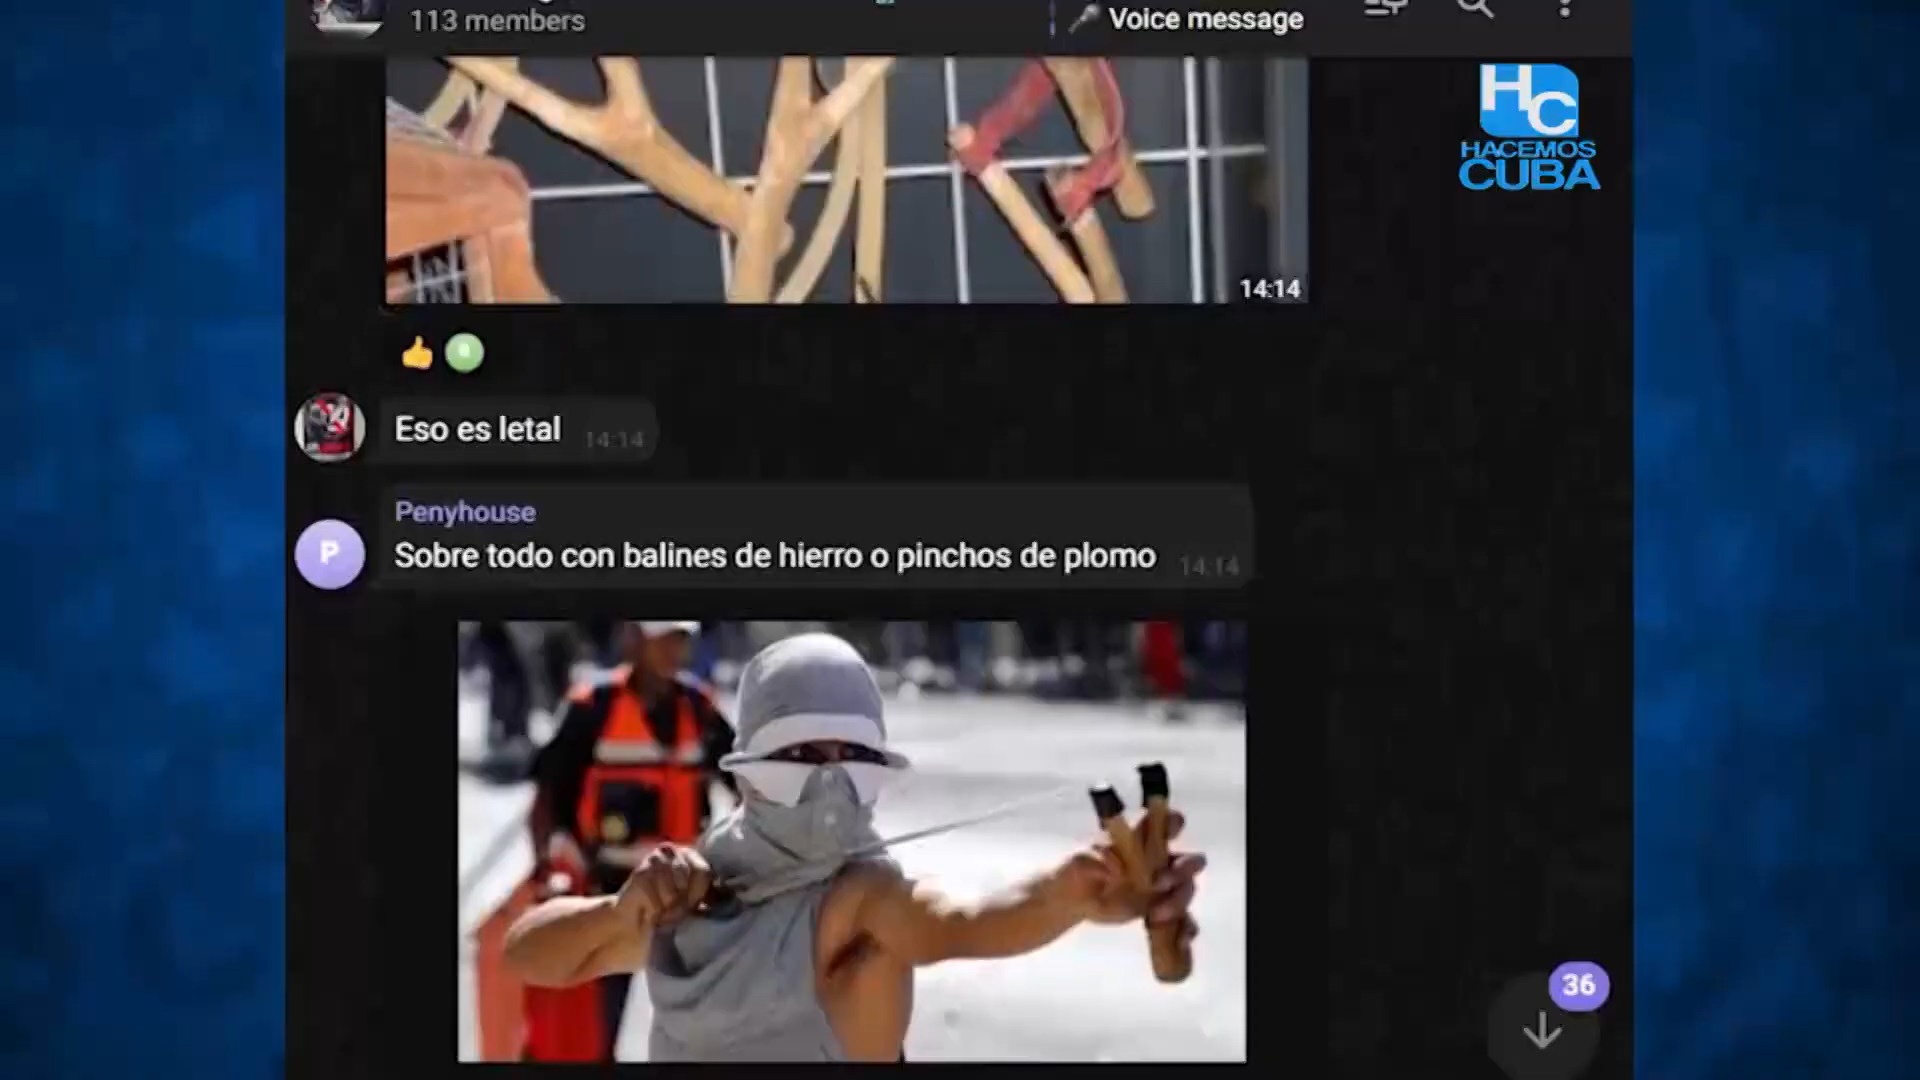 113 members
Voice message
HC
HACEMOS
CUBA
14:14
Eso es letal 14:14
Penyhouse
P
Sobre todo con balines de hierro o pinchos de plomo 14:14
36